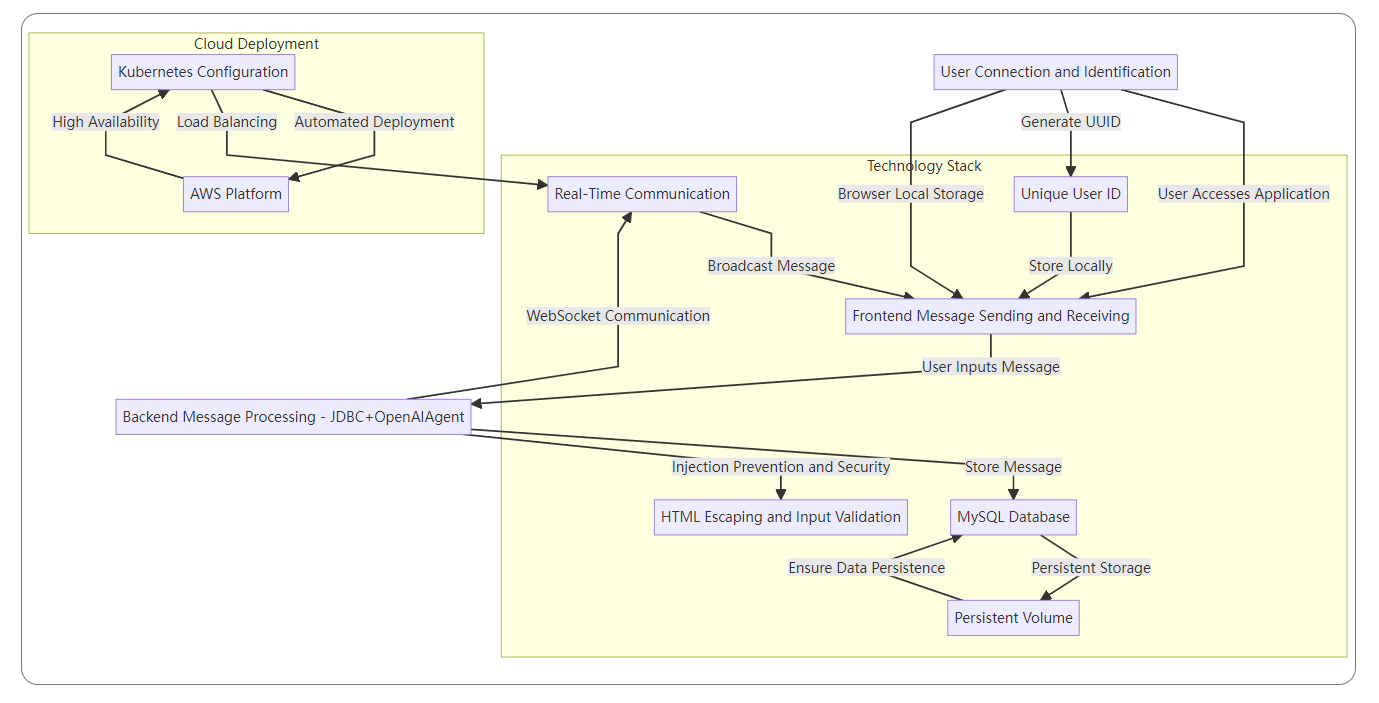 Cloud Deployment
Kubernetes Configuration
User Connection and Identification
High Availability
Load Balancing
Automated Deployment
Generate UUID
Technology Stack
AWS Platform
Real-Time Communication
Browser Local Storage
Unique User ID
User Accesses Application
Broadcast Message
Store Locally
WebSocket Communication
Frontend Message Sending and Receiving
User Inputs Message
Backend Message Processing - JDBC+OpenAIAgent
Injection Prevention and Security
Store Message
HTML Escaping and Input Validation
MySQL Database
Ensure Data Persistence
Persistent Storage
Persistent Volume